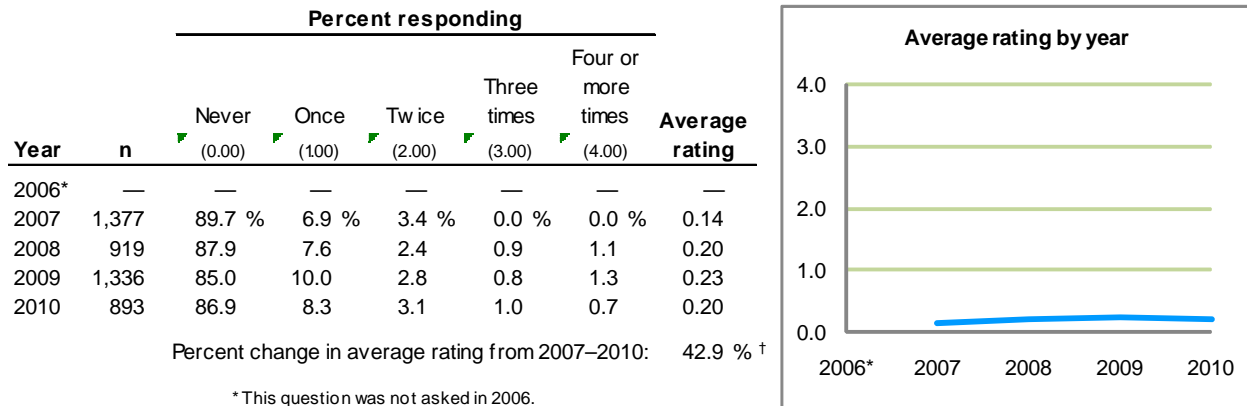 Percent responding
Year n Never (0.00) Once (1.00) Twice (2.00) Three times (3.00) Four or more times (4.00) Average rating
2006* — — — — — — —
2007 1,377 89.7 % 6.9 % 3.4 % 0.0 % 0.0 % 0.14
2008 919 87.9 7.6 2.4 0.9 1.1 0.20
2009 1,336 85.0 10.0 2.8 0.8 1.3 0.23
2010 893 86.9 8.3 3.1 1.0 0.7 0.20
Percent change in average rating from 2007–2010: 42.9 % †
* This question was not asked in 2006.
Average rating by year
4.0
3.0
2.0
1.0
0.0
2006* 2007 2008 2009 2010